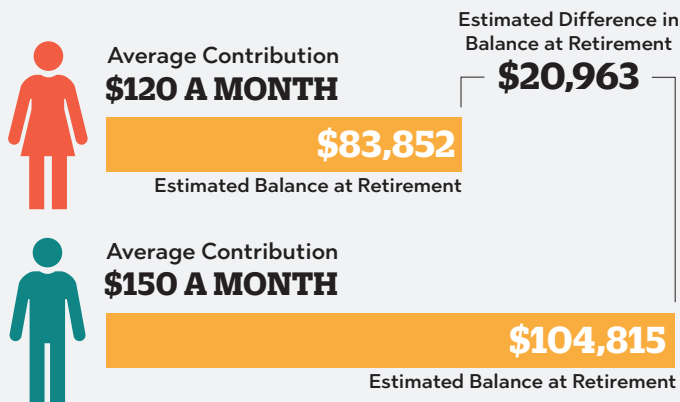 Estimated Difference in
Balance at Retirement
$20,963
Average Contribution
$120 A MONTH
$83,852
Estimated Balance at Retirement
Average Contribution
$150 A MONTH
$104,815
Estimated Balance at Retirement